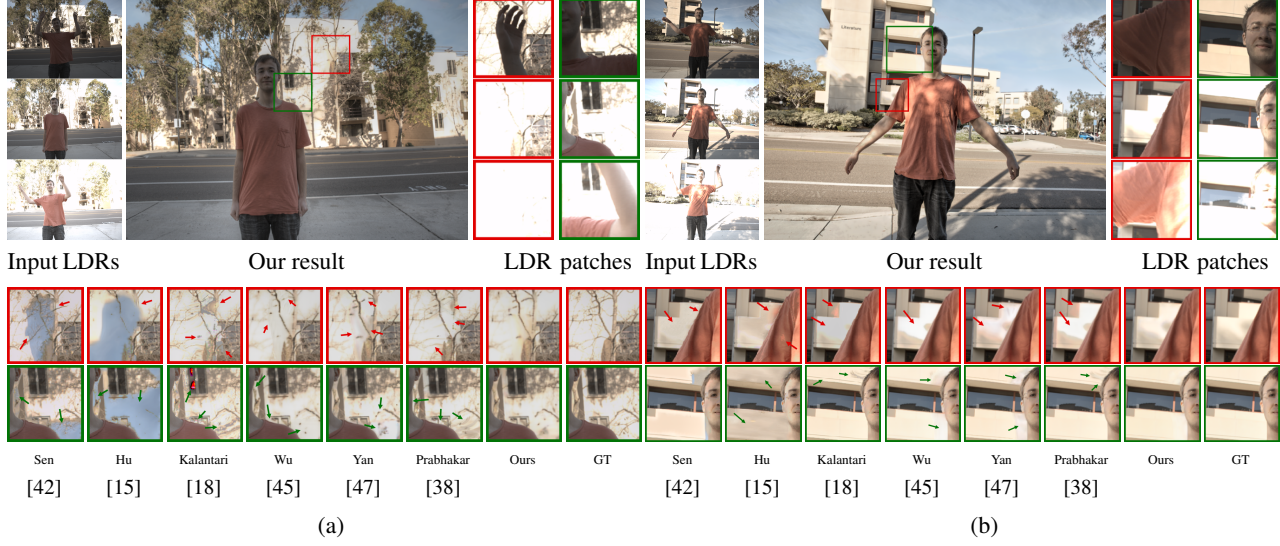 Literature
ONLY
Input LDRs Our result LDR patches Input LDRs Our result LDR patches
Sen Hu Kalantari Wu Yan Prabhakar Ours GT Sen Hu Kalantari Wu Yan Prabhakar Ours GT
[42] [15] [18] [45] [47] [38] [42] [15] [18] [45] [47] [38]
(a) (b)